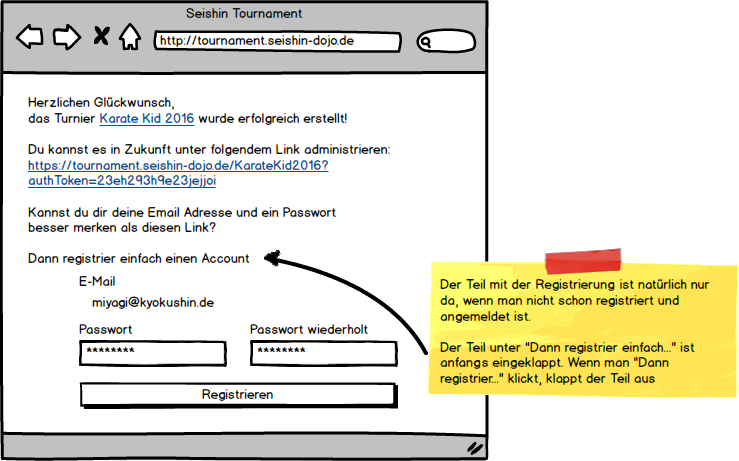 Seishin Tournament
http://tournament.seishin-dojo.de
Herzlichen Glückwunsch,
das Turnier Karate Kid 2016 wurde erfolgreich erstellt!
Du kannst es in Zukunft unter folgendem Link administrieren:
https://tournament.seishin-dojo.de/KarateKid2016?
authToken=23eh293h9e23jejjoi
Kannst du dir deine Email Adresse und ein Passwort
besser merken als diesen Link?
Dann registrier einfach einen Account
E-Mail
miyagi@kyokushin.de
Passwort
Passwort wiederholt
********
********
Registrieren
Der Teil mit der Registrierung ist natürlich nur
da, wenn man nicht schon registriert und
angemeldet ist.
Der Teil unter "Dann registrier einfach..." ist
anfangs eingeklappt. Wenn man "Dann
registrier..." klickt, klappt der Teil aus